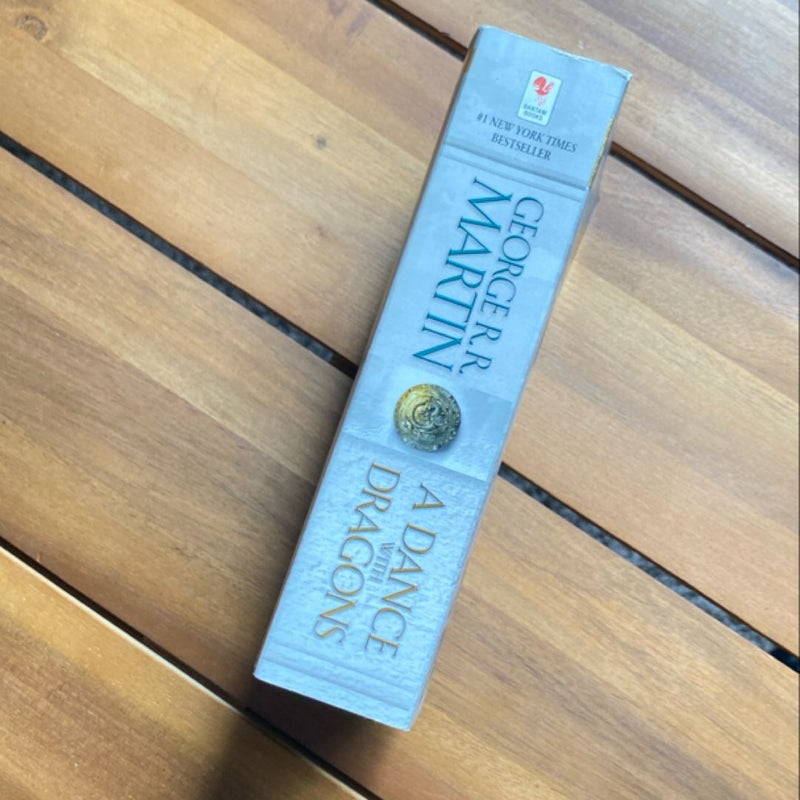 BANTAM
BOOKS
#1 NEW YORK TIMES
BESTSELLER
GEORGE R. R.
MARTIN
A DANCE
WITH
DRAGONS